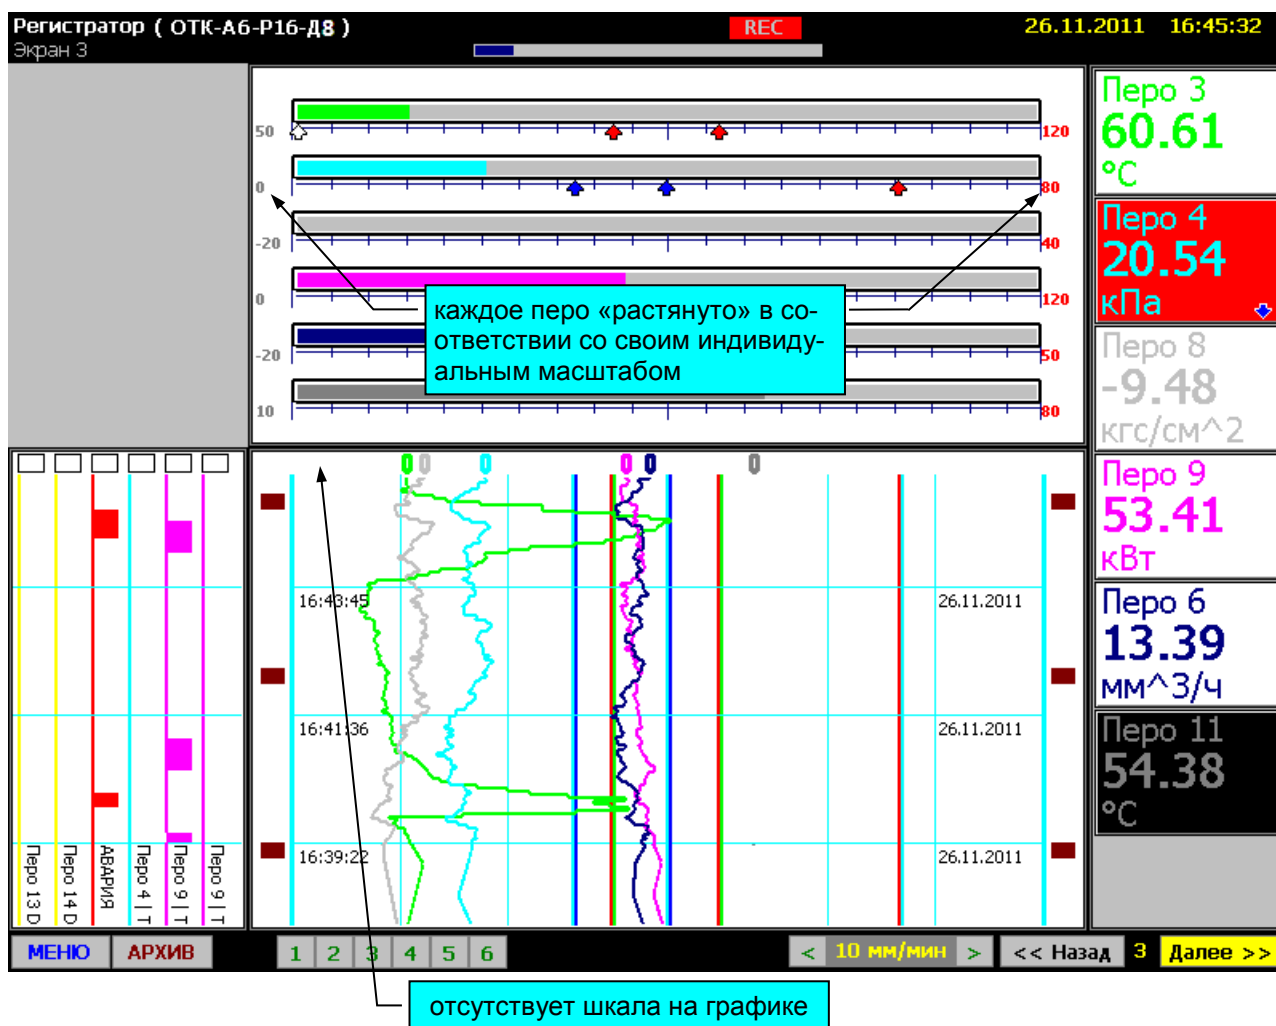 Регистратор ( ОТК-А6-Р16-Д8 )
REC
26.11.2011 16:45:32
Экран 3
50
120
0
80
-20
40
0
120
-20
50
10
80
каждое перо «растянуто» в со-
ответствии со своим индивиду-
альным масштабом
Перо 3
60.61
°C
Перо 4
20.54
кПа
Перо 8
-9.48
кгс/см^2
Перо 9
53.41
кВт
Перо 6
13.39
мм^3/ч
Перо 11
54.38
°C
16:43:45
26.11.2011
16:41:36
26.11.2011
16:39:22
26.11.2011
Перо 13 D
Перо 14 D
АВАРИЯ
Перо 4 | Т
Перо 9 | Т
Перо 9 | Т
МЕНЮ АРХИВ 1 2 3 4 5 6 < 10 мм/мин > << Назад 3 Далее >>
отсутствует шкала на графике